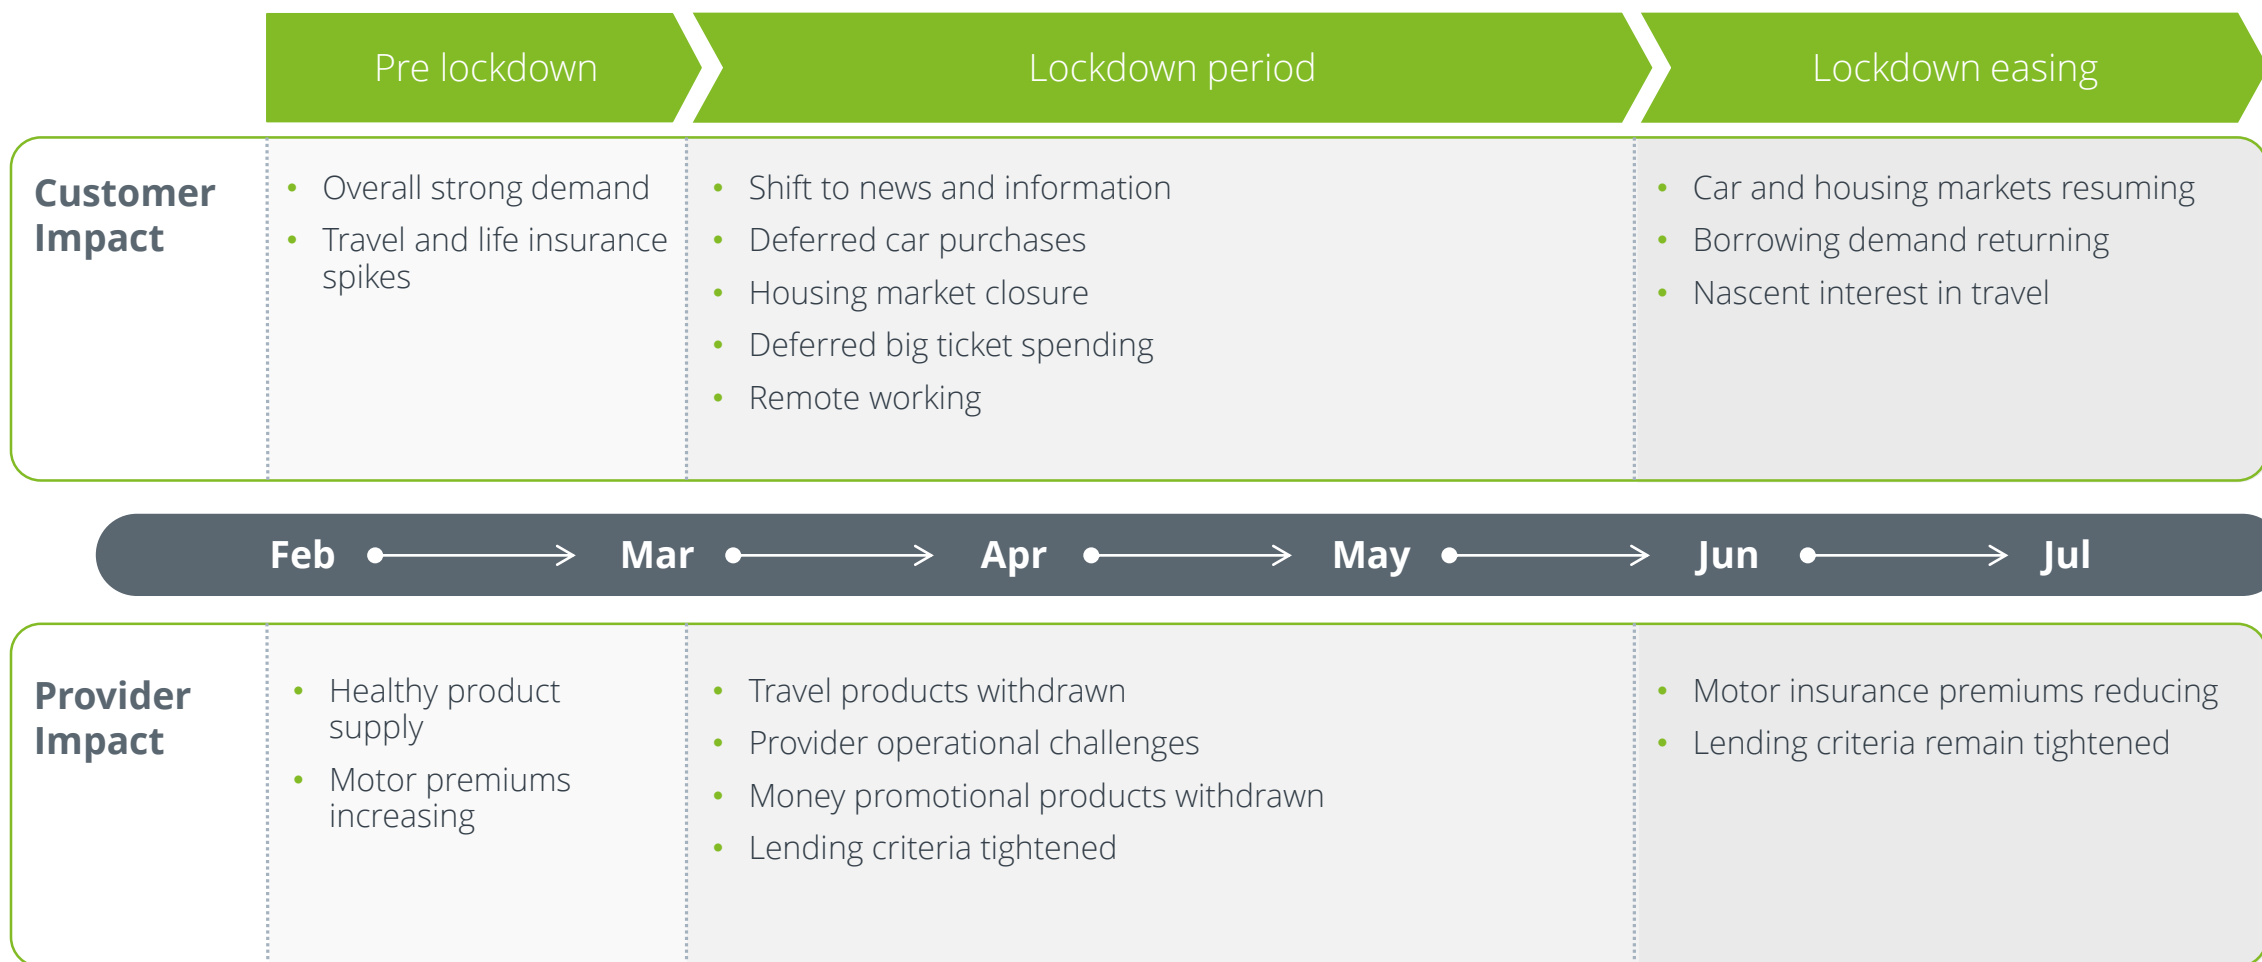 Pre lockdown
Lockdown period
Lockdown easing
Customer
Impact
• Overall strong demand
• Travel and life insurance
spikes
• Shift to news and information
• Deferred car purchases
• Housing market closure
• Deferred big ticket spending
• Remote working
• Car and housing markets resuming
• Borrowing demand returning
• Nascent interest in travel
Feb Mar Apr May Jun Jul
Provider
Impact
• Healthy product
supply
• Motor premiums
increasing
• Travel products withdrawn
• Provider operational challenges
• Money promotional products withdrawn
• Lending criteria tightened
• Motor insurance premiums reducing
• Lending criteria remain tightened